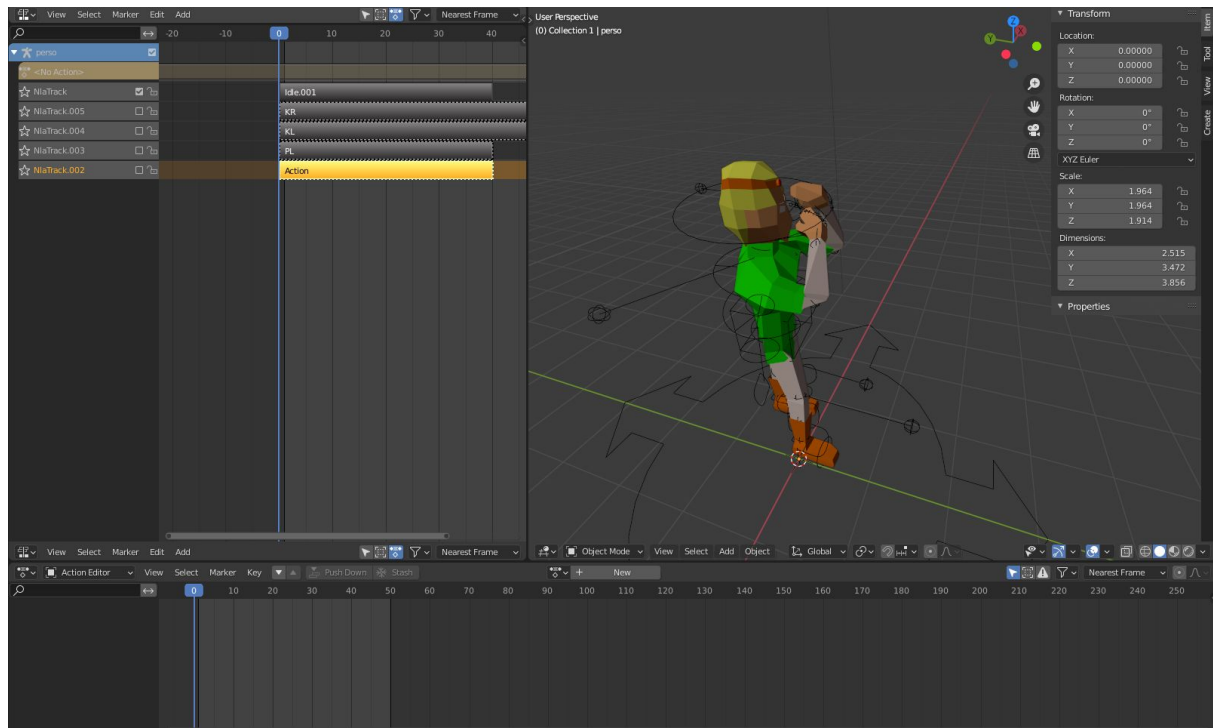 View Select Marker Edit Add Nearest Frame
-20 -10 0 10 20 30 40
perso
<No Action>
NlaTrack Idle.001
NlaTrack.005 KR
NlaTrack.004 KL
NlaTrack.003 PL
NlaTrack.002 Action
View Select Marker Edit Add Nearest Frame
User Perspective
(0) Collection 1 | perso
Z
X
Y
Transform
Location:
X 0.00000
Y 0.00000
Z 0.00000
Rotation:
X 0°
Y 0°
Z 0°
XYZ Euler
Scale:
X 1.964
Y 1.964
Z 1.914
Dimensions:
X 2.515
Y 3.472
Z 3.856
Properties
Item
Tool
View
Create
Object Mode View Select Add Object Global
Action Editor View Select Marker Key Push Down Stash New Nearest Frame
0 10 20 30 40 50 60 70 80 90 100 110 120 130 140 150 160 170 180 190 200 210 220 230 240 250